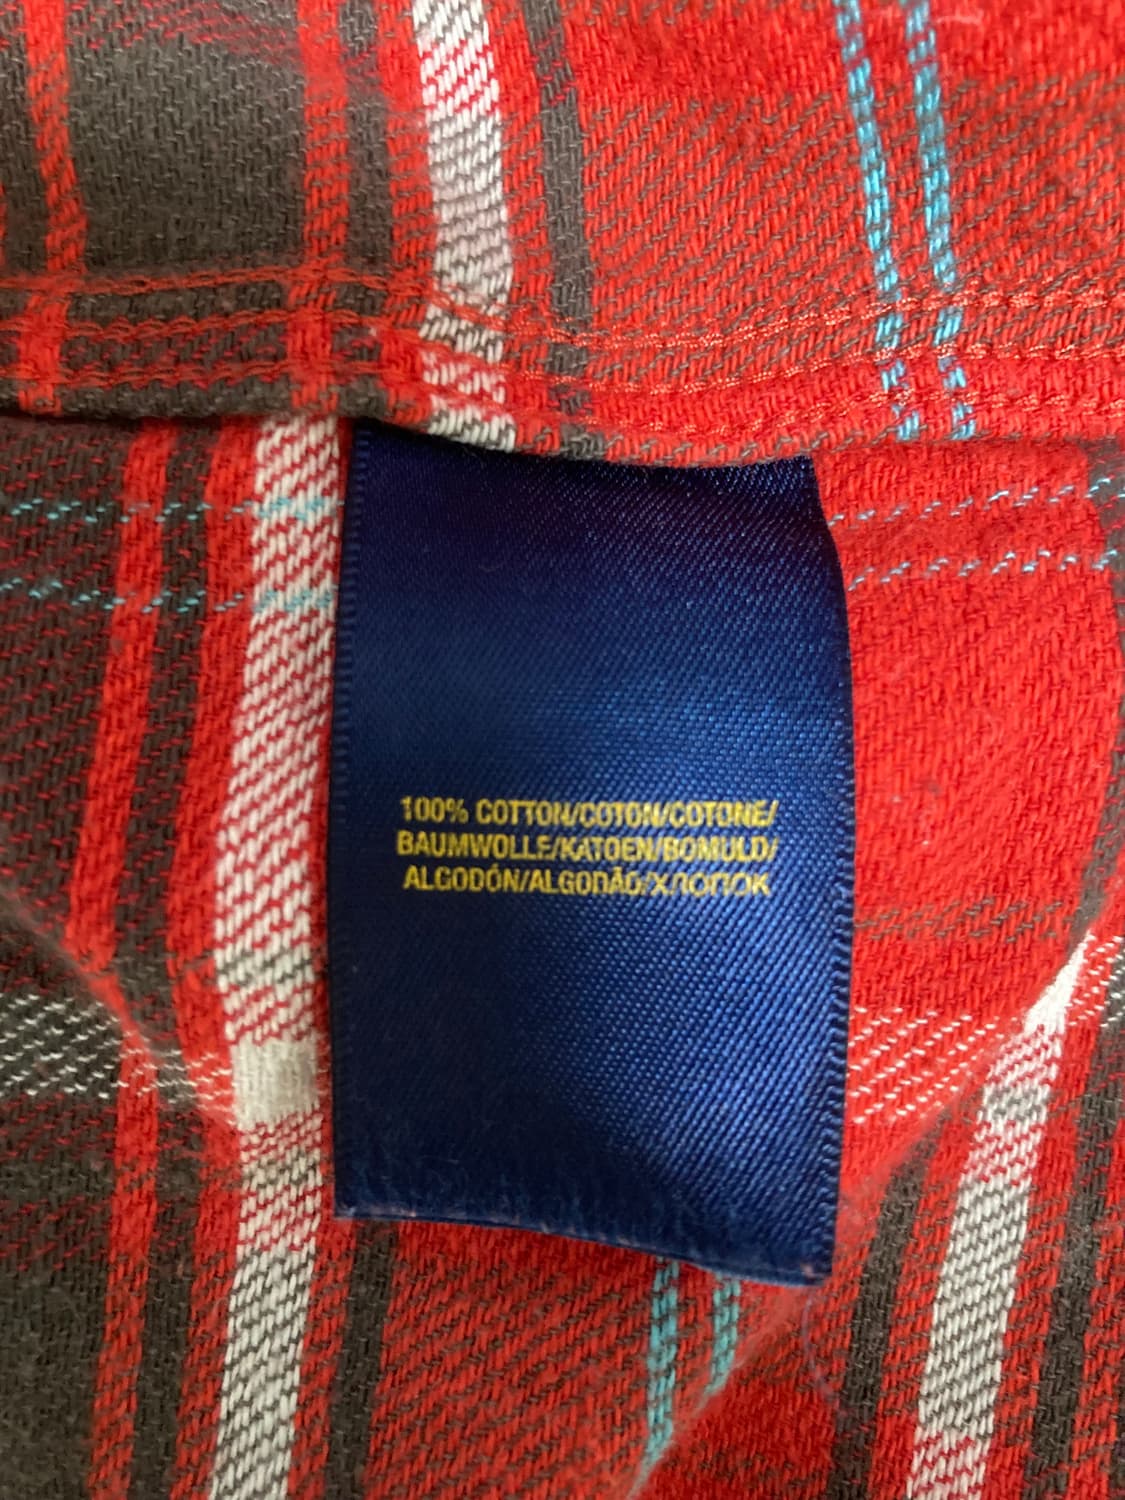 100% COTTON/COTON/COTONE/
BAUMWOLLE/KATOEN/BOMULD/
ALGODÓN/ALGODÃO/ХЛОПОК